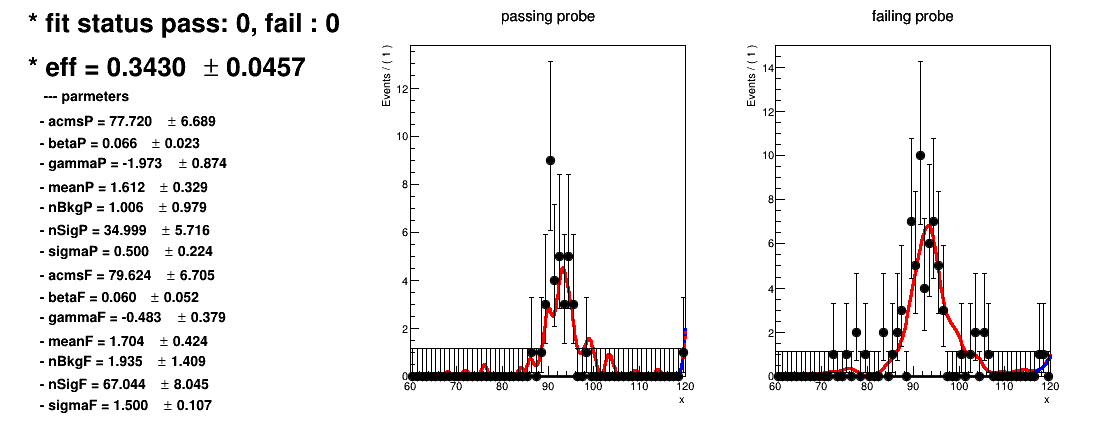 * fit status pass: 0, fail : 0
* eff = 0.3430 ± 0.0457
--- parmeters
- acmsP = 77.720 ± 6.689
- betaP = 0.066 ± 0.023
- gammaP = -1.973 ± 0.874
- meanP = 1.612 ± 0.329
- nBkgP = 1.006 ± 0.979
- nSigP = 34.999 ± 5.716
- sigmaP = 0.500 ± 0.224
- acmsF = 79.624 ± 6.705
- betaF = 0.060 ± 0.052
- gammaF = -0.483 ± 0.379
- meanF = 1.704 ± 0.424
- nBkgF = 1.935 ± 1.409
- nSigF = 67.044 ± 8.045
- sigmaF = 1.500 ± 0.107
passing probe
Events / ( 1 )
12
10
8
6
4
2
0
60 70 80 90 100 110 120
x
failing probe
Events / ( 1 )
14
12
10
8
6
4
2
0
60 70 80 90 100 110 120
x